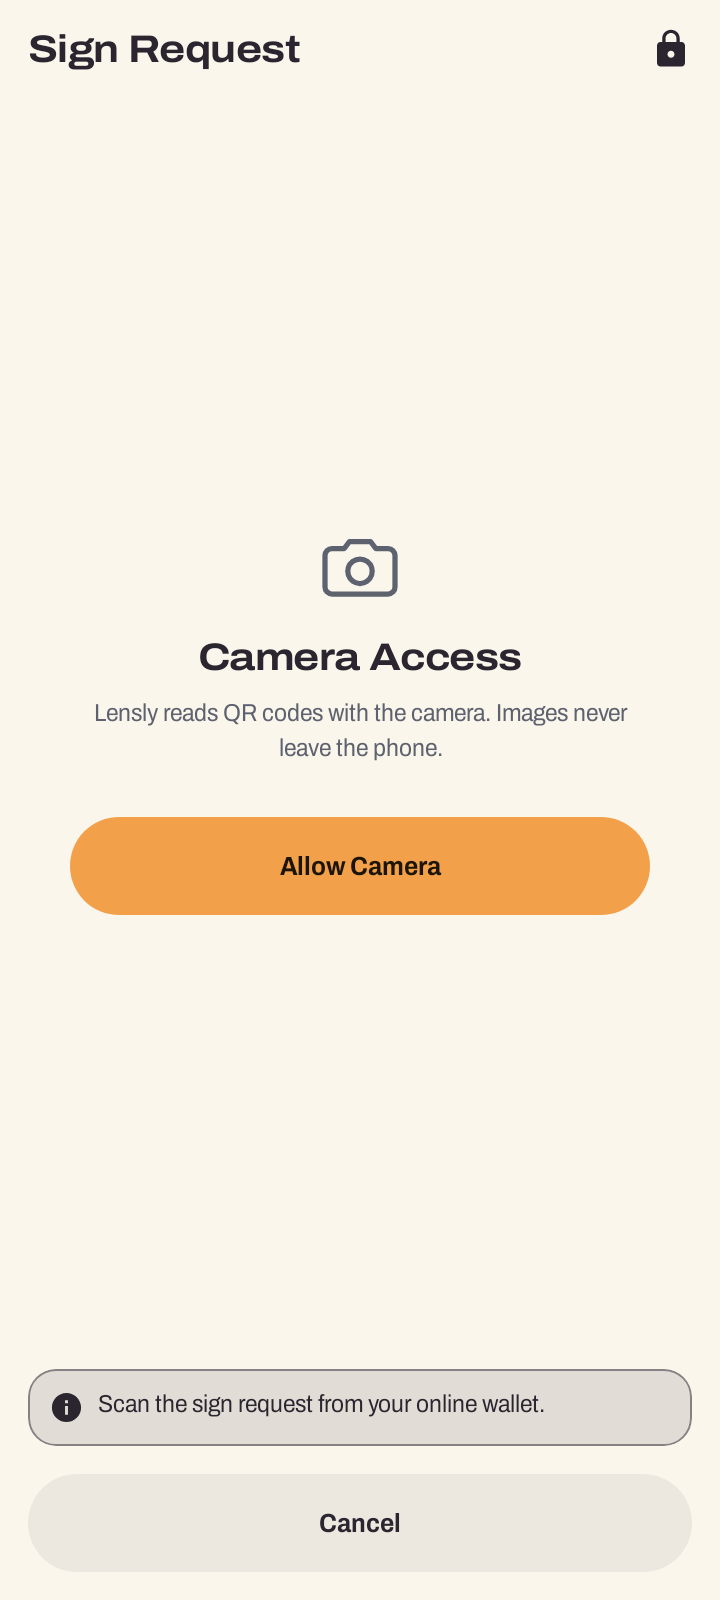 Sign Request
Camera Access
Lensly reads QR codes with the camera. Images never
leave the phone.
Allow Camera
Scan the sign request from your online wallet.
Cancel